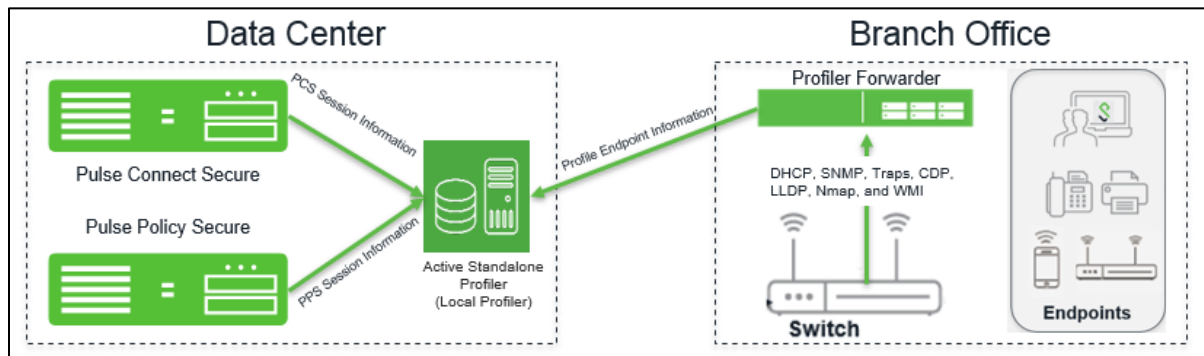 Data Center
Branch Office
PCS Session Information
Pulse Connect Secure
Pulse Policy Secure
PPS Session Information
Active Standalone
Profiler
(Local Profiler)
Profile Endpoint Information
Profiler Forwarder
DHCP, SNMP, Traps, CDP,
LLDP, Nmap, and WMI
Switch
Endpoints